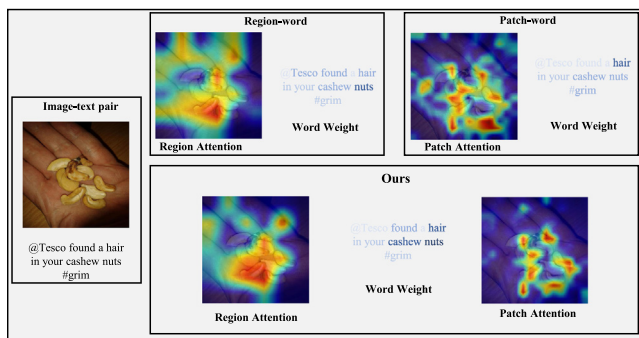 Image-text pair
@Tesco found a hair
in your cashew nuts
#grim
Region-word
@Tesco found a hair
in your cashew nuts
#grim
Word Weight
Region Attention
Patch-word
@Tesco found a hair
in your cashew nuts
#grim
Word Weight
Patch Attention
Ours
@Tesco found a hair
in your cashew nuts
#grim
Word Weight
Region Attention
Patch Attention